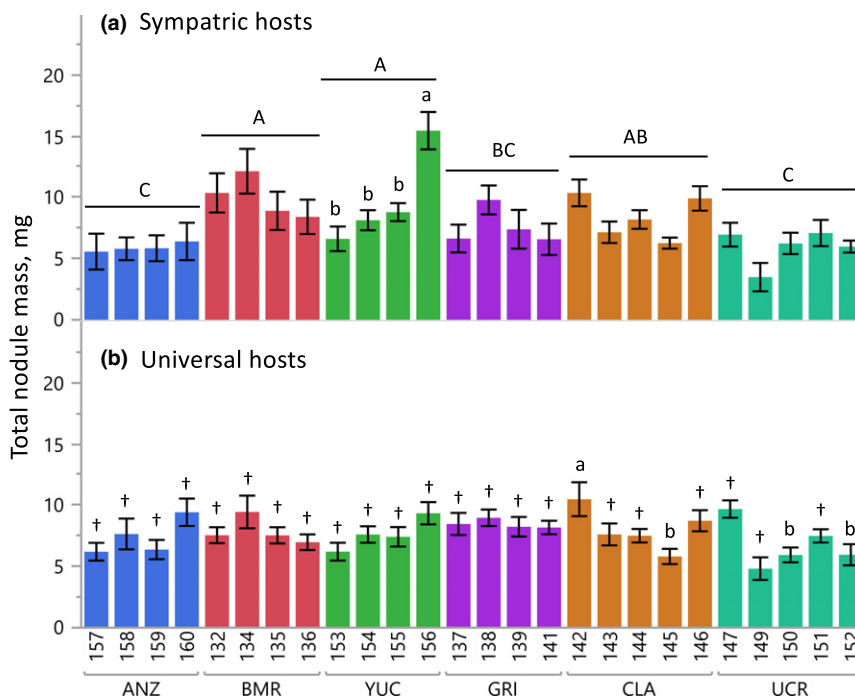 (a) Sympatric hosts
Total nodule mass, mg
20
15
10
5
0
C
A
A
b
b
b
a
BC
AB
C
(b) Universal hosts
20
15
10
5
0
† † † † † † † † † † † † † † † † a † † b † † † b † b
157 158 159 160 132 134 135 136 153 154 155 156 137 138 139 141 142 143 144 145 146 147 149 150 151 152
ANZ BMR YUC GRI CLA UCR